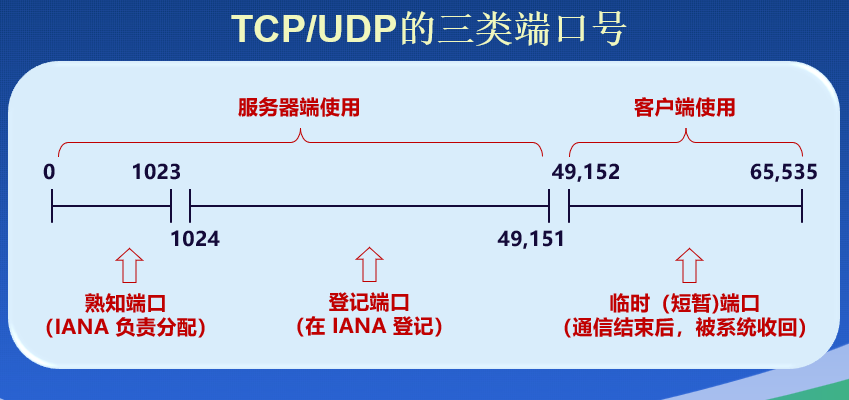 TCP/UDP的三类端口号
服务器端使用
客户端使用
0
1023
49,152
65,535
1024
49,151
熟知端口
（IANA 负责分配）
登记端口
（在 IANA 登记）
临时（短暂)端口
（通信结束后，被系统收回）